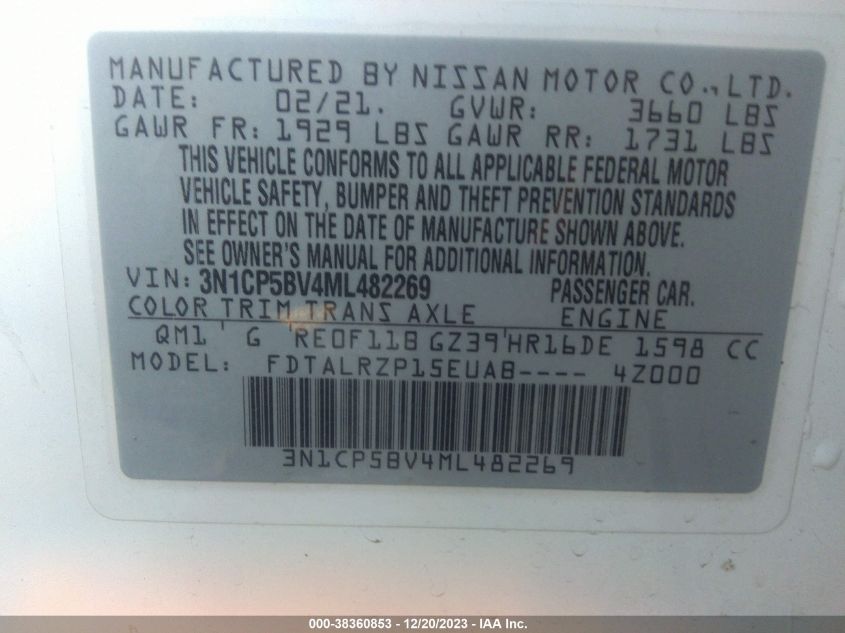 MANUFACTURED BY NISSAN MOTOR CO., LTD.
DATE: 02/21. GVWR: 3660 LBS
GAWR FR: 1929 LBS GAWR RR: 1731 LBS
THIS VEHICLE CONFORMS TO ALL APPLICABLE FEDERAL MOTOR
VEHICLE SAFETY, BUMPER AND THEFT PREVENTION STANDARDS
IN EFFECT ON THE DATE OF MANUFACTURE SHOWN ABOVE.
SEE OWNER'S MANUAL FOR ADDITIONAL INFORMATION.
VIN: 3N1CP5BV4ML482269 PASSENGER CAR.
COLOR TRIM TRANS AXLE ENGINE
QM1 ' G RE0F11B GZ39'HR16DE 1598 CC
MODEL: FDTALRZP15EUAB---- 4Z000
3N1CP5BV4ML482269
000-38360853 - 12/20/2023 - IAA Inc.